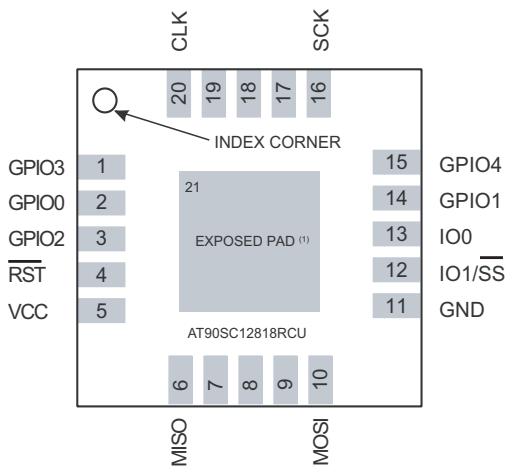 CLK SCK
20 19 18 17 16
INDEX CORNER
GPIO3 1
GPIO0 2
GPIO2 3
RST 4
VCC 5
21
EXPOSED PAD (1)
15 GPIO4
14 GPIO1
13 IO0
12 IO1/SS
11 GND
AT90SC12818RCU
6 7 8 9 10
MISO MOSI